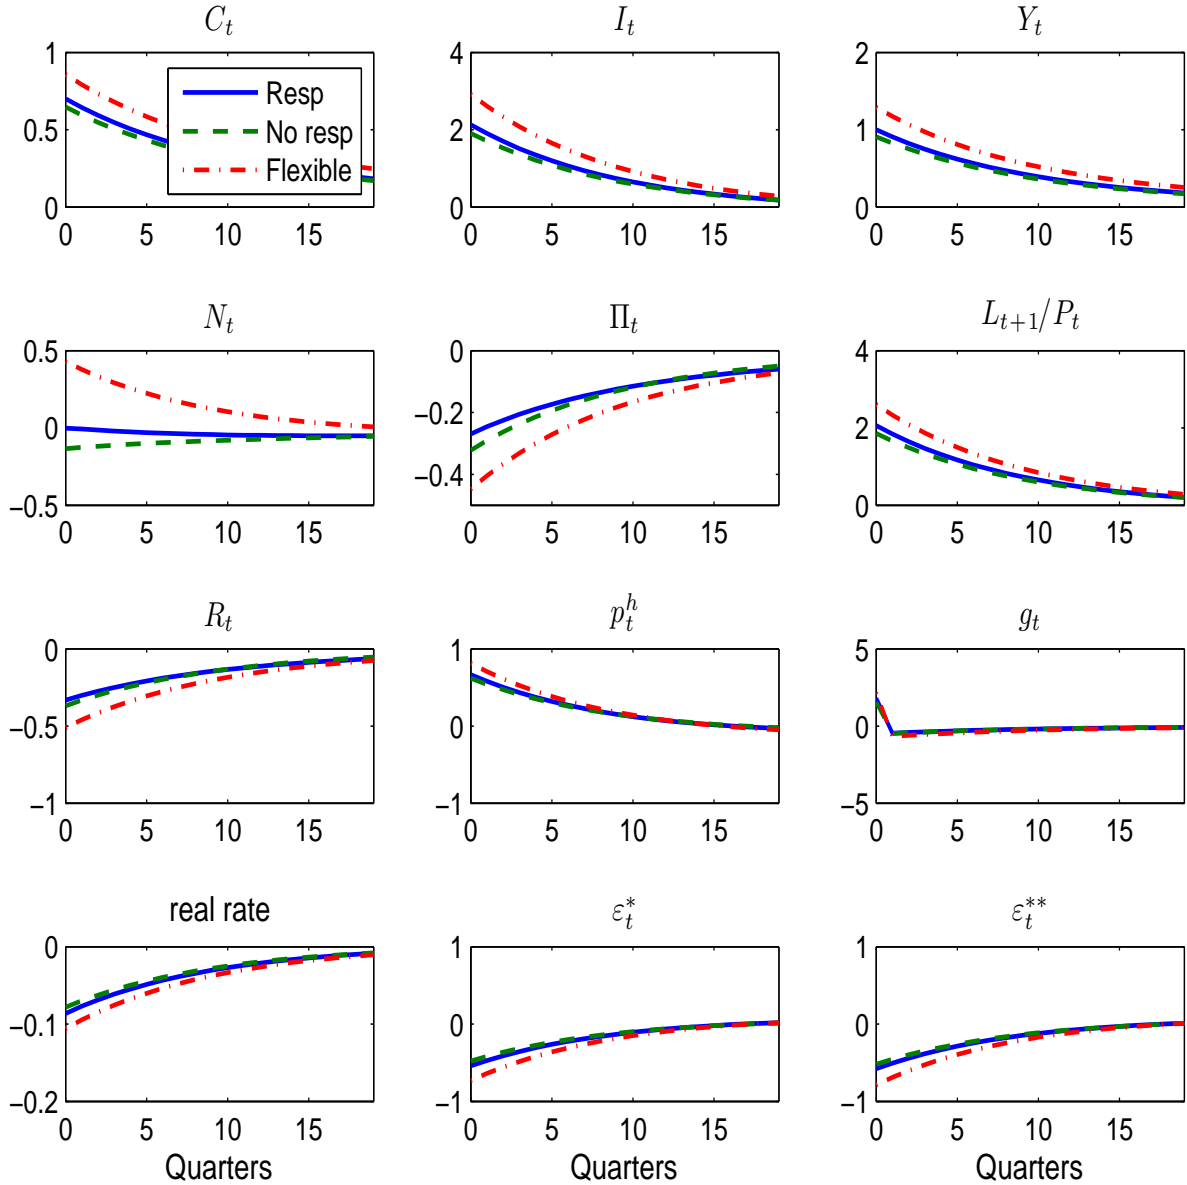 C_t I_t Y_t
1 4 2
Resp
0.5 2 1
No resp
Flexible
0 0 0
0 5 10 15 0 5 10 15 0 5 10 15
N_t Π_t L_{t+1}/P_t
0.5 0 4
0 −0.2 2
−0.4
−0.5 0
0 5 10 15 0 5 10 15 0 5 10 15
R_t p_t^h g_t
0 1 5
−0.5 0 0
−1 −1 −5
0 5 10 15 0 5 10 15 0 5 10 15
real rate ε_t^* ε_t^{**}
0 1 1
−0.1 0 0
−0.2 −1 −1
0 5 10 15 0 5 10 15 0 5 10 15
Quarters Quarters Quarters